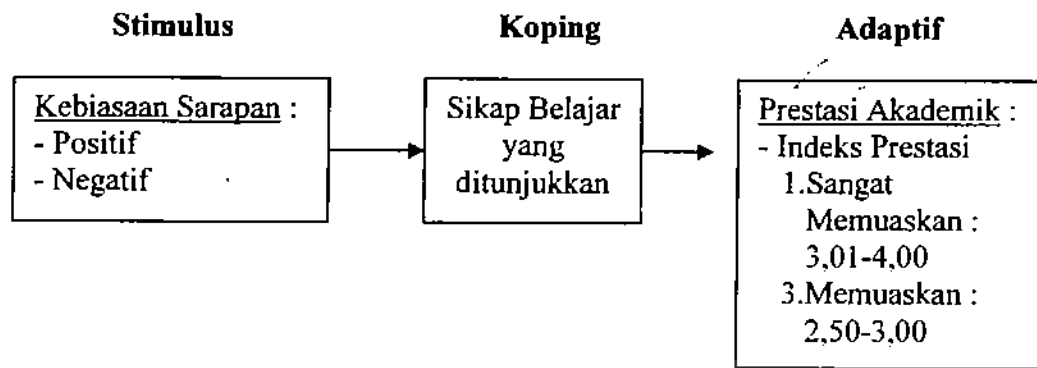 Stimulus
Koping
Adaptif
Kebiasaan Sarapan :
- Positif
- Negatif
Sikap Belajar
yang
ditunjukkan
Prestasi Akademik :
- Indeks Prestasi
1.Sangat
Memuaskan :
3,01-4,00
3.Memuaskan :
2,50-3,00